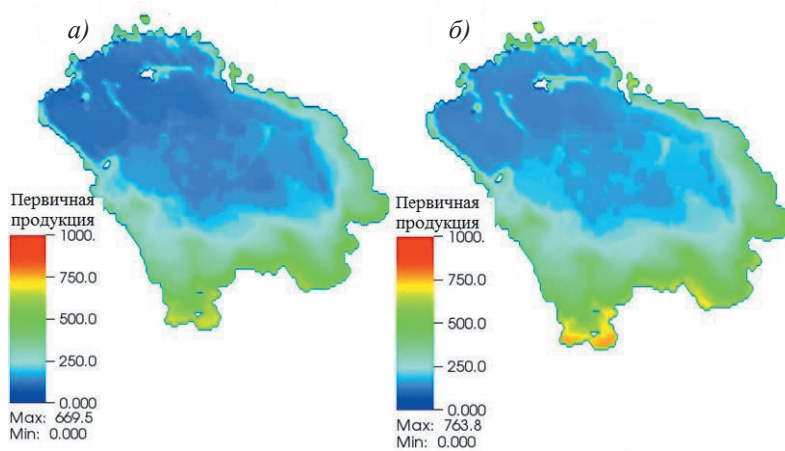 а)
Первичная
продукция
1000.
750.0
500.0
250.0
0.000
Max: 669.5
Min: 0.000
б)
Первичная
продукция
1000.
750.0
500.0
250.0
0.000
Max: 763.8
Min: 0.000